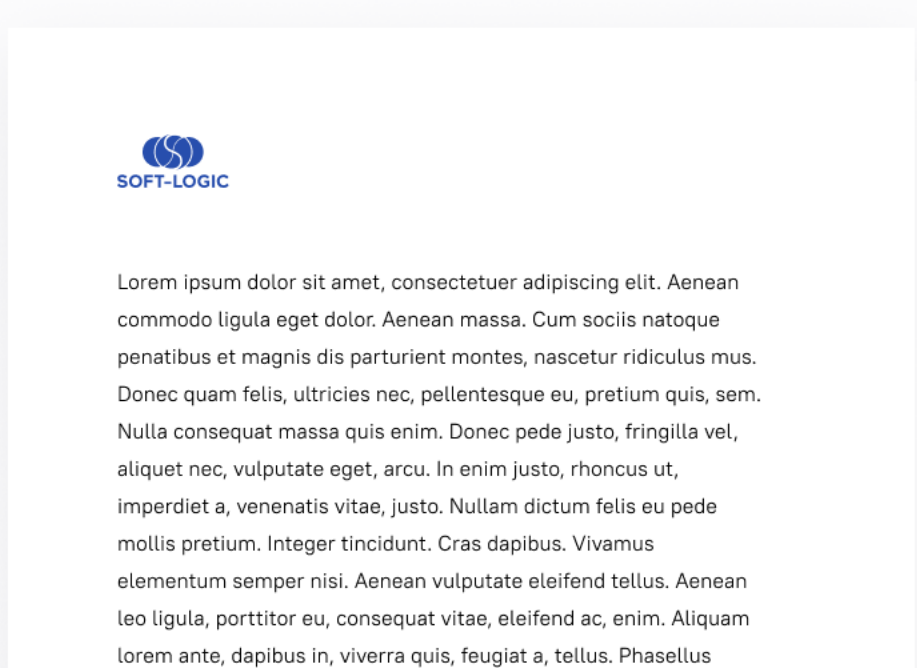 SOFT-LOGIC
Lorem ipsum dolor sit amet, consectetuer adipiscing elit. Aenean
commodo ligula eget dolor. Aenean massa. Cum sociis natoque
penatibus et magnis dis parturient montes, nascetur ridiculus mus.
Donec quam felis, ultricies nec, pellentesque eu, pretium quis, sem.
Nulla consequat massa quis enim. Donec pede justo, fringilla vel,
aliquet nec, vulputate eget, arcu. In enim justo, rhoncus ut,
imperdiet a, venenatis vitae, justo. Nullam dictum felis eu pede
mollis pretium. Integer tincidunt. Cras dapibus. Vivamus
elementum semper nisi. Aenean vulputate eleifend tellus. Aenean
leo ligula, porttitor eu, consequat vitae, eleifend ac, enim. Aliquam
lorem ante, dapibus in, viverra quis, feugiat a, tellus. Phasellus